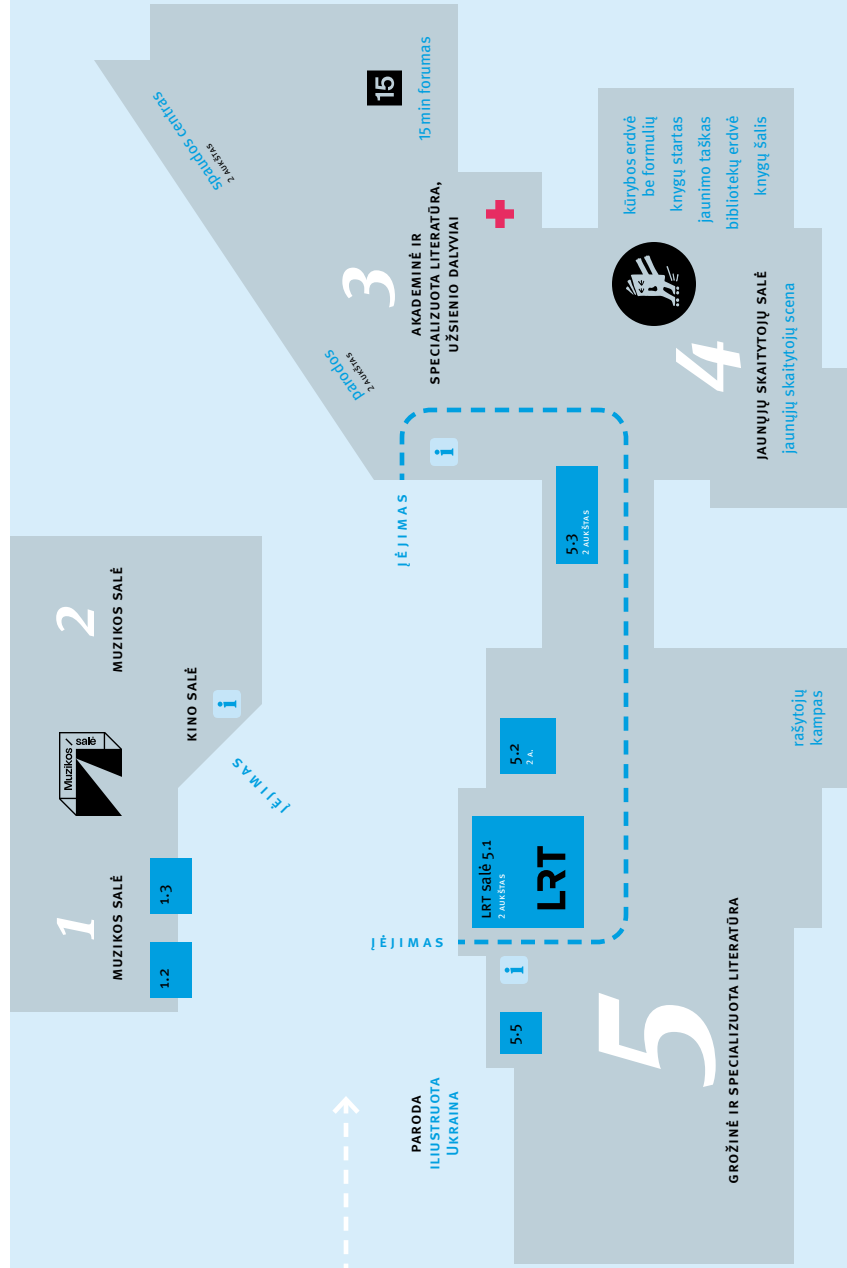 1
MUZIKOS SALĖ
1.2
1.3
Muzikos
salė
2
MUZIKOS SALĖ
KINO SALĖ
i
ĮĖJIMAS
spaudos centras
2 AUKŠTAS
15
15 min forumas
3
AKADEMINĖ IR
SPECIALIZUOTA LITERATŪRA,
UŽSIENIO DALYVIAI
parodos
2 AUKŠTAS
i
ĮĖJIMAS
kūrybos erdvė
be formulių
knygų startas
jaunimo taškas
bibliotekų erdvė
knygų šalis
4
JAUNŲJŲ SKAITYTOJŲ SALĖ
jaunųjų skaitytojų scena
5.3
2 AUKŠTAS
5.2
2 A.
LRT salė 5.1
2 AUKŠTAS
LRT
ĮĖJIMAS
i
5.5
PARODA
ILIUSTRUOTA
UKRAINA
5
GROŽINĖ IR SPECIALIZUOTA LITERATŪRA
rašytojų
kampas